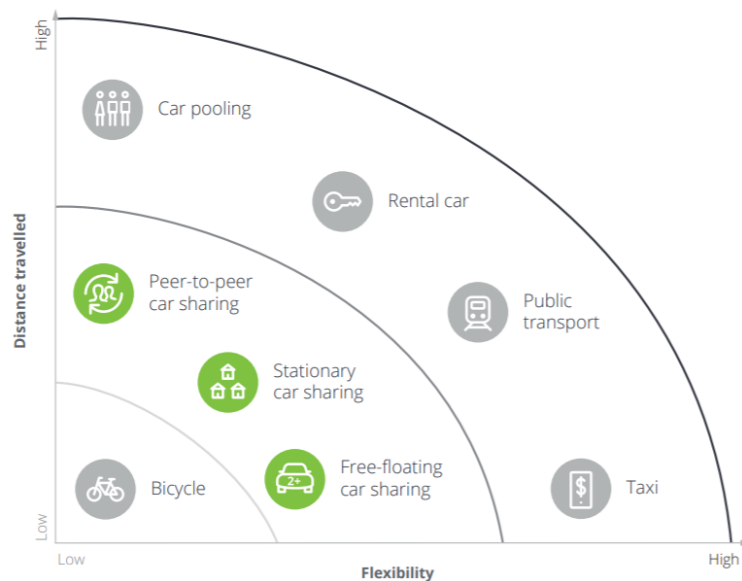 High
Car pooling
Rental car
Distance travelled
Peer-to-peer
car sharing
Public
transport
Stationary
car sharing
Bicycle
2+
Free-floating
car sharing
$
Taxi
Low
Low
Flexibility
High